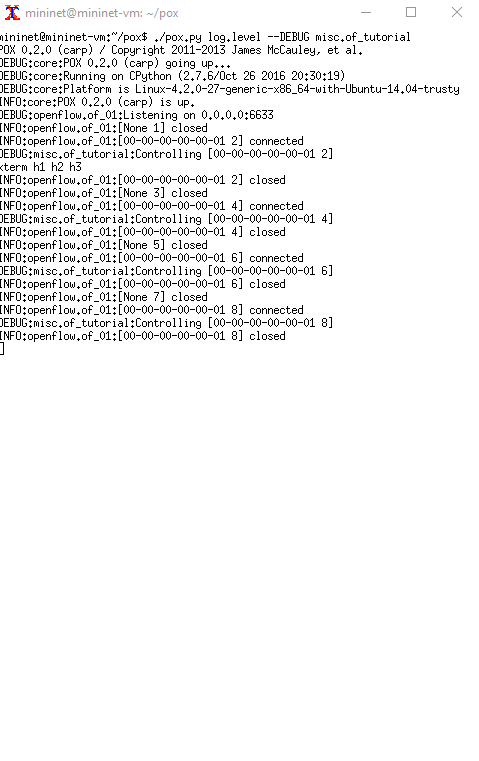 mininet@mininet-vm: ~/pox
mininet@mininet-vm:~/pox$ ./pox.py log.level --DEBUG misc.of_tutorial
POX 0.2.0 (carp) / Copyright 2011-2013 James McCauley, et al.
DEBUG:core:POX 0.2.0 (carp) going up...
DEBUG:core:Running on CPython (2.7.6/Oct 26 2016 20:30:19)
DEBUG:core:Platform is Linux-4.2.0-27-generic-x86_64-with-Ubuntu-14.04-trusty
INFO:core:POX 0.2.0 (carp) is up.
DEBUG:openflow.of_01:Listening on 0.0.0.0:6633
INFO:openflow.of_01:[None 1] closed
INFO:openflow.of_01:[00-00-00-00-00-01 2] connected
DEBUG:misc.of_tutorial:Controlling [00-00-00-00-00-01 2]
xterm h1 h2 h3
INFO:openflow.of_01:[00-00-00-00-00-01 2] closed
INFO:openflow.of_01:[None 3] closed
INFO:openflow.of_01:[00-00-00-00-00-01 4] connected
DEBUG:misc.of_tutorial:Controlling [00-00-00-00-00-01 4]
INFO:openflow.of_01:[00-00-00-00-00-01 4] closed
INFO:openflow.of_01:[None 5] closed
INFO:openflow.of_01:[00-00-00-00-00-01 6] connected
DEBUG:misc.of_tutorial:Controlling [00-00-00-00-00-01 6]
INFO:openflow.of_01:[00-00-00-00-00-01 6] closed
INFO:openflow.of_01:[None 7] closed
INFO:openflow.of_01:[00-00-00-00-00-01 8] connected
DEBUG:misc.of_tutorial:Controlling [00-00-00-00-00-01 8]
INFO:openflow.of_01:[00-00-00-00-00-01 8] closed